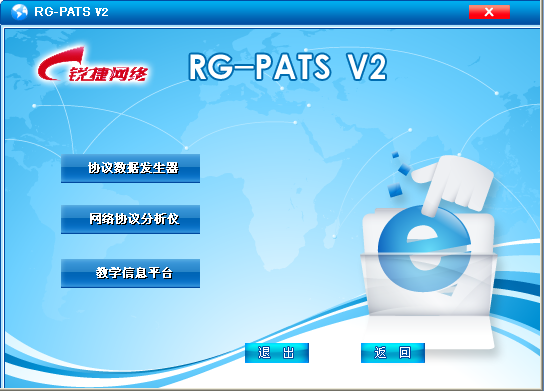 RG-PATS V2
锐捷网络
RG-PATS V2
协议数据发生器
网络协议分析仪
教学信息平台
退 出
返 回